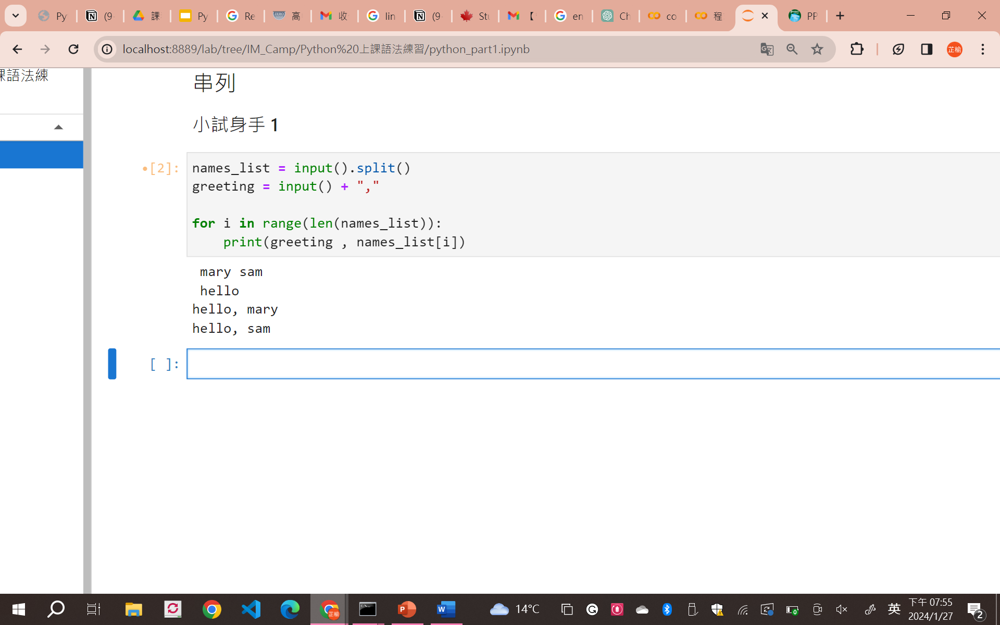 Py
(9
課
Py
Re
高
收
lin
(9
Stu
【
en
Ch
co
程
PP
localhost:8889/lab/tree/IM_Camp/Python%20上課語法練習/python_part1.ipynb
芷榆
課語法練
串列
小試身手 1
•[2]:
names_list = input().split()
greeting = input() + ","
for i in range(len(names_list)):
    print(greeting , names_list[i])
mary sam
hello
hello, mary
hello, sam
[ ]:
14°C
英
下午 07:55
2024/1/27
2